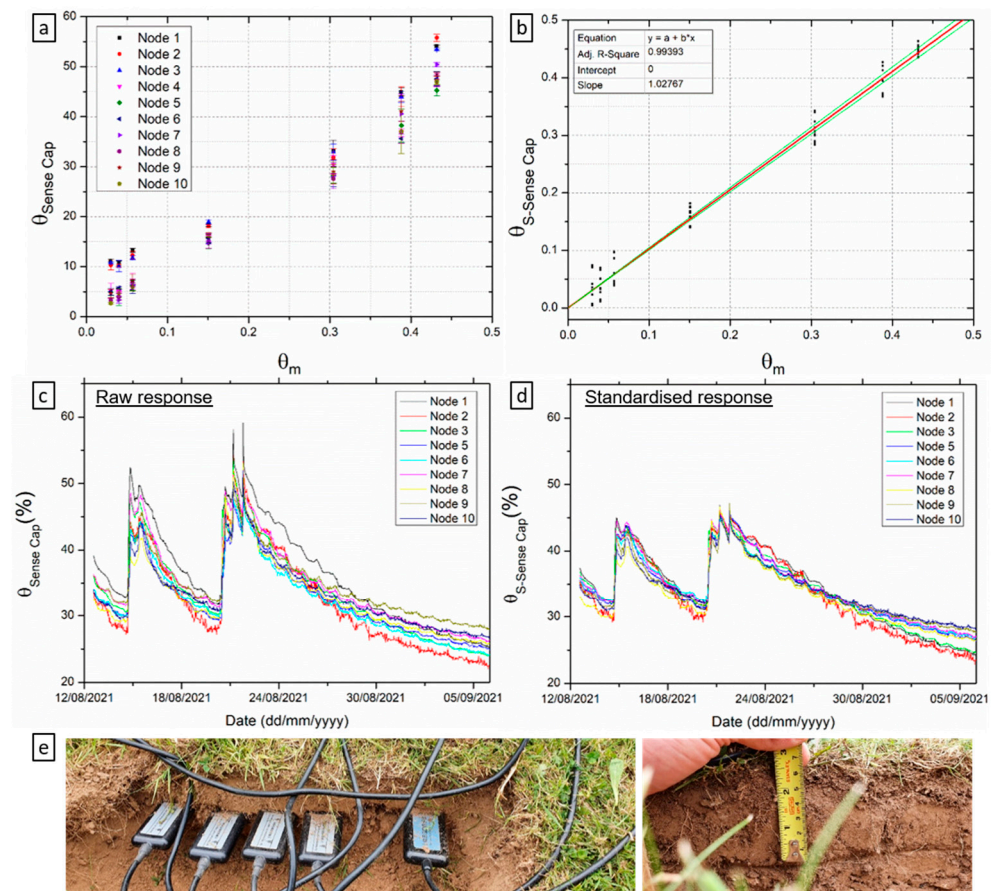 a
60
50
40
30
20
10
0
θSense Cap
Node 1
Node 2
Node 3
Node 4
Node 5
Node 6
Node 7
Node 8
Node 9
Node 10
0.0 0.1 0.2 0.3 0.4 0.5
θm
b
0.5
0.4
0.3
0.2
0.1
0.0
θS-Sense Cap
Equation y = a + b*x
Adj. R-Square 0.99393
Intercept 0
Slope 1.02767
0.0 0.1 0.2 0.3 0.4 0.5
θm
c
Raw response
60
50
40
30
20
θSense Cap(%)
Node 1
Node 2
Node 3
Node 5
Node 6
Node 7
Node 8
Node 9
Node 10
12/08/2021 18/08/2021 24/08/2021 30/08/2021 05/09/2021
Date (dd/mm/yyyy)
d
Standardised response
60
50
40
30
20
θS-Sense Cap(%)
Node 1
Node 2
Node 3
Node 5
Node 6
Node 7
Node 8
Node 9
Node 10
12/08/2021 18/08/2021 24/08/2021 30/08/2021 05/09/2021
Date (dd/mm/yyyy)
e